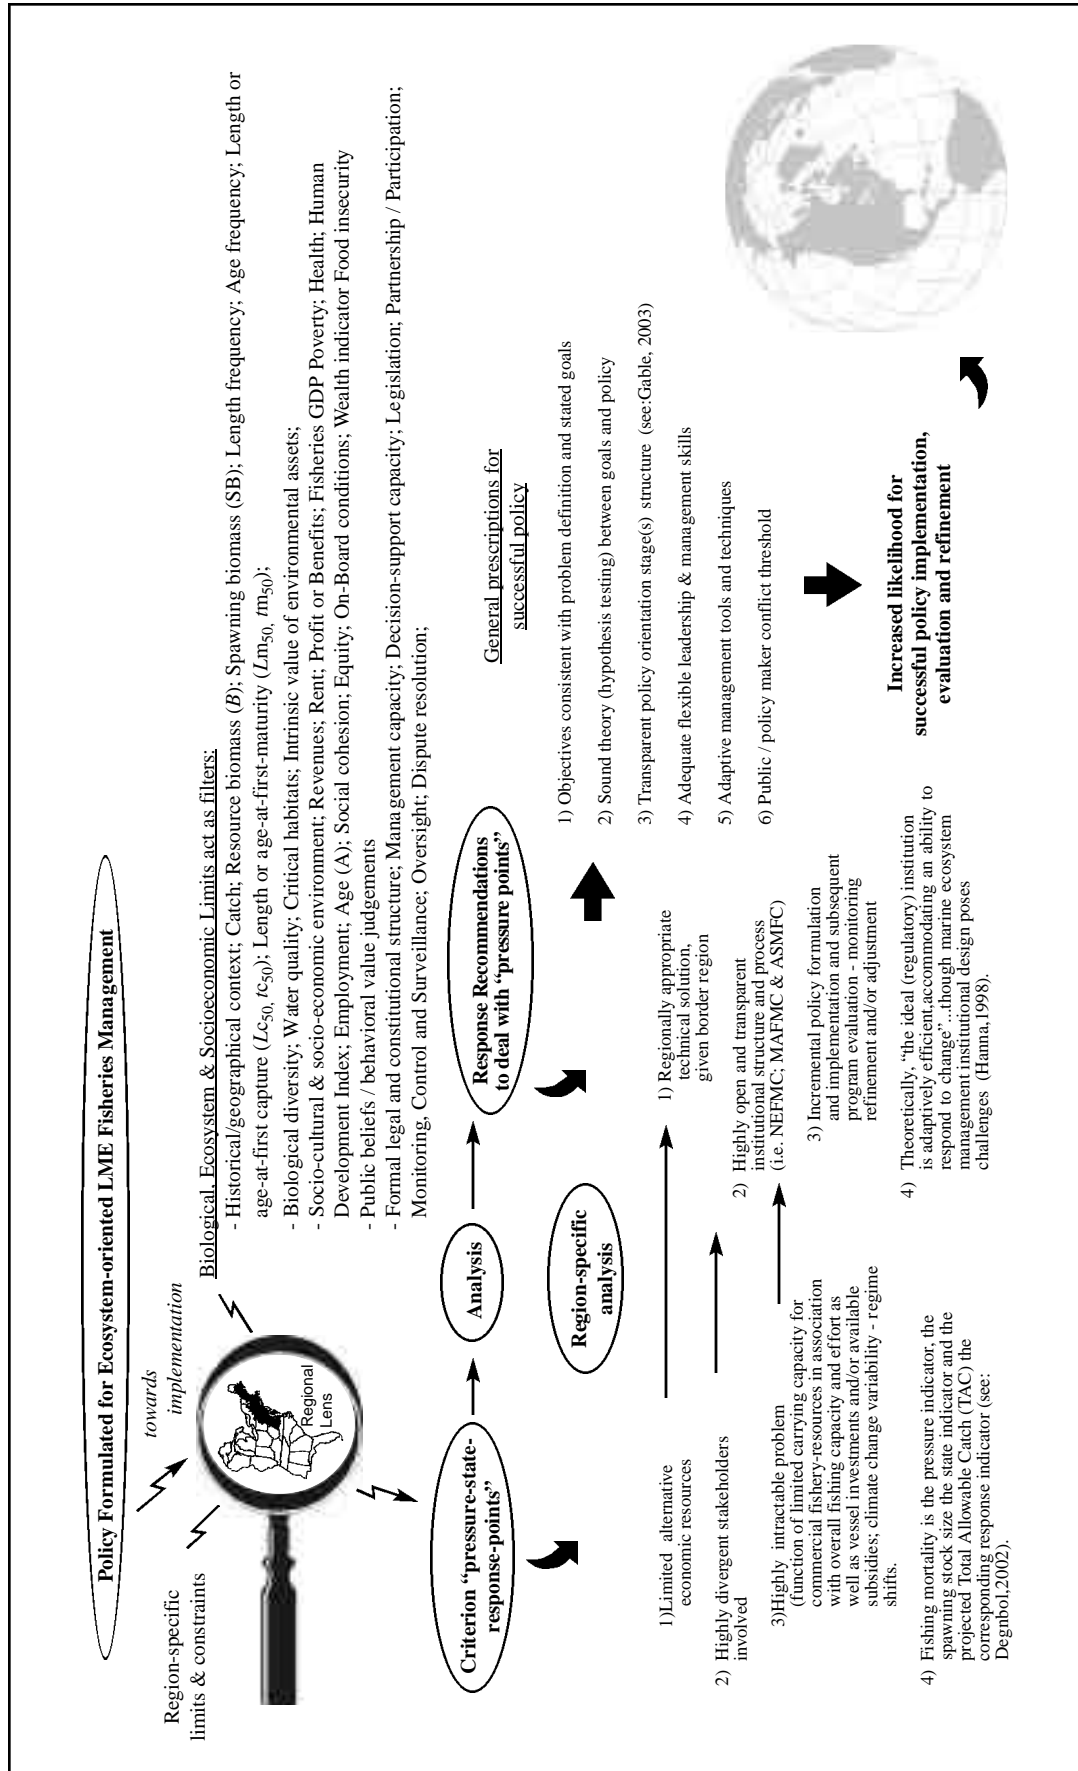 Policy Formulated for Ecosystem-oriented LME Fisheries Management
towards
implementation
Region-specific
limits & constraints
Regional
Lens
Biological, Ecosystem & Socioeconomic Limits act as filters:
- Historical/geographical context; Catch; Resource biomass (B); Spawning biomass (SB); Length frequency; Age frequency; Length or
age-at-first capture (Lc50, tc50); Length or age-at-first-maturity (Lm50, tm50);
- Biological diversity; Water quality; Critical habitats; Intrinsic value of environmental assets;
- Socio-cultural & socio-economic environment; Revenues; Rent; Profit or Benefits; Fisheries GDP Poverty; Health; Human
Development Index; Employment; Age (A); Social cohesion; Equity; On-Board conditions; Wealth indicator Food insecurity
- Public beliefs / behavioral value judgements
- Formal legal and constitutional structure; Management capacity; Decision-support capacity; Legislation; Partnership / Participation;
Monitoring, Control and Surveillance; Oversight; Dispute resolution;
Criterion “pressure-state-
response-points”
Analysis
Response Recommendations
to deal with “pressure points”
Region-specific
analysis
General prescriptions for
successful policy
1) Objectives consistent with problem definition and stated goals
2) Sound theory (hypothesis testing) between goals and policy
3) Transparent policy orientation stage(s) structure (see:Gable, 2003)
4) Adequate flexible leadership & management skills
5) Adaptive management tools and techniques
6) Public / policy maker conflict threshold
Increased likelihood for
successful policy implementation,
evaluation and refinement
1)Limited alternative
economic resources
2) Highly divergent stakeholders
involved
3)Highly intractable problem
(function of limited carrying capacity for
commercial fishery-resources in association
with overall fishing capacity and effort as
well as vessel investments and/or available
subsidies; climate change variability - regime
shifts.
4) Fishing mortality is the pressure indicator, the
spawning stock size the state indicator and the
projected Total Allowable Catch (TAC) the
corresponding response indicator (see:
Degnbol,2002).
1) Regionally appropriate
technical solution,
given border region
2) Highly open and transparent
institutional structure and process
(i.e. NEFMC; MAFMC & ASMFC)
3) Incremental policy formulation
and implementation and subsequent
program evaluation - monitoring
refinement and/or adjustment
4) Theoretically, “the ideal (regulatory) institution
is adaptively efficient,accommodating an ability to
respond to change”...though marine ecosystem
management institutional design poses
challenges (Hanna,1998).